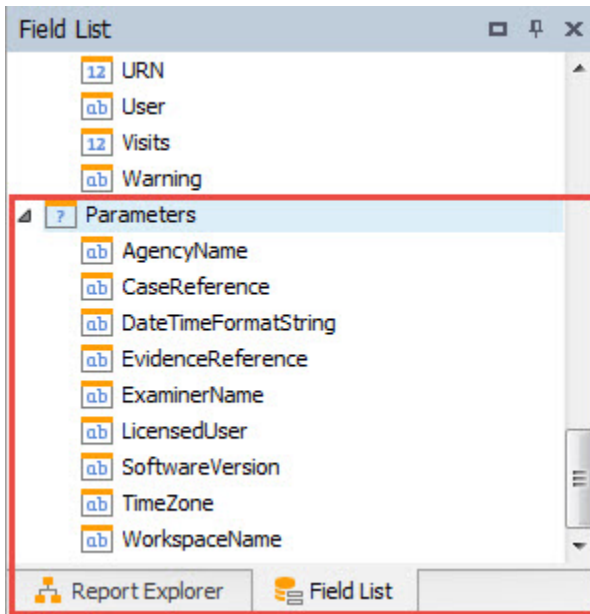 Field List
12 URN
ab User
12 Visits
ab Warning
? Parameters
ab AgencyName
ab CaseReference
ab DateTimeFormatString
ab EvidenceReference
ab ExaminerName
ab LicensedUser
ab SoftwareVersion
ab TimeZone
ab WorkspaceName
Report Explorer Field List